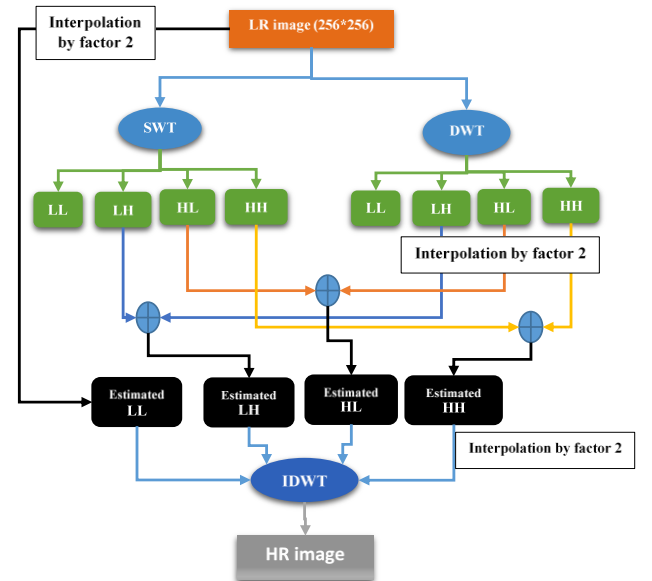 Interpolation
by factor 2
LR image (256*256)
SWT
DWT
LL
LH
HL
HH
LL
LH
HL
HH
Interpolation by factor 2
Estimated
LL
Estimated
LH
Estimated
HL
Estimated
HH
Interpolation by factor 2
IDWT
HR image